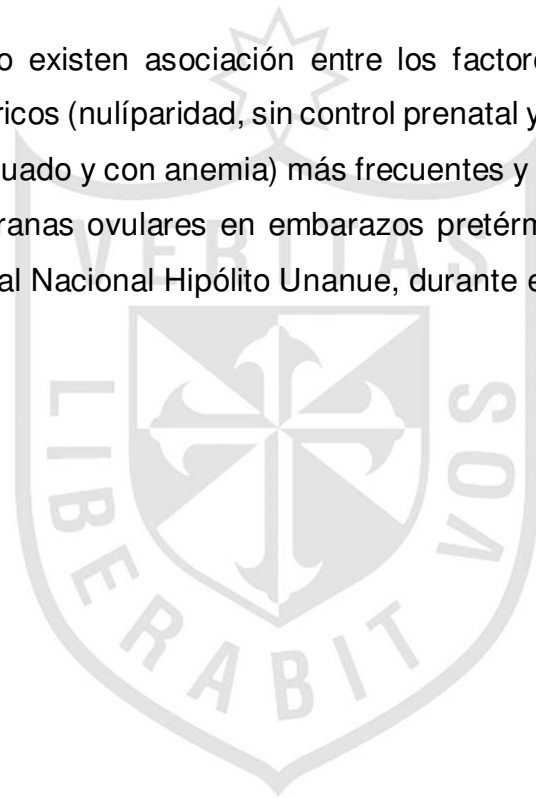 o existen asociación entre los factor
ricos (nulíparidad, sin control prenatal y
uado y con anemia) más frecuentes y
ranas ovulares en embarazos pretérm
al Nacional Hipólito Unanue, durante e
VERITAS
LIBERABIT
VOS